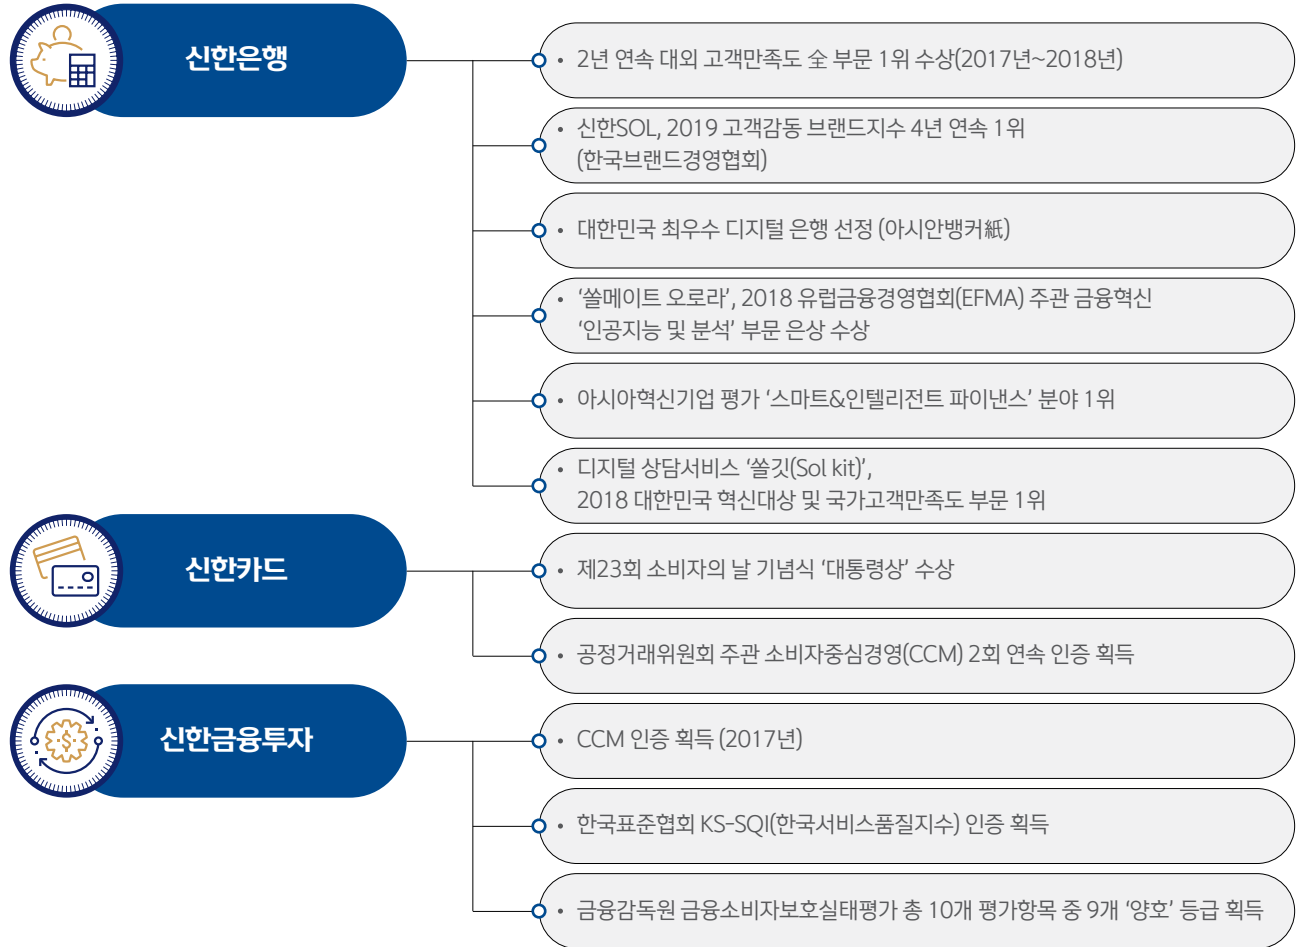 신한은행
• 2년 연속 대외 고객만족도 全 부문 1위 수상(2017년~2018년)
• 신한SOL, 2019 고객감동 브랜드지수 4년 연속 1위
(한국브랜드경영협회)
• 대한민국 최우수 디지털 은행 선정 (아시안뱅커紙)
• ‘쏠메이트 오로라’, 2018 유럽금융경영협회(EFMA) 주관 금융혁신
‘인공지능 및 분석’ 부문 은상 수상
• 아시아혁신기업 평가 ‘스마트&인텔리전트 파이낸스’ 분야 1위
• 디지털 상담서비스 ‘쏠깃(Sol kit)’,
2018 대한민국 혁신대상 및 국가고객만족도 부문 1위
신한카드
• 제23회 소비자의 날 기념식 ‘대통령상’ 수상
• 공정거래위원회 주관 소비자중심경영(CCM) 2회 연속 인증 획득
신한금융투자
• CCM 인증 획득 (2017년)
• 한국표준협회 KS-SQI(한국서비스품질지수) 인증 획득
• 금융감독원 금융소비자보호실태평가 총 10개 평가항목 중 9개 ‘양호’ 등급 획득